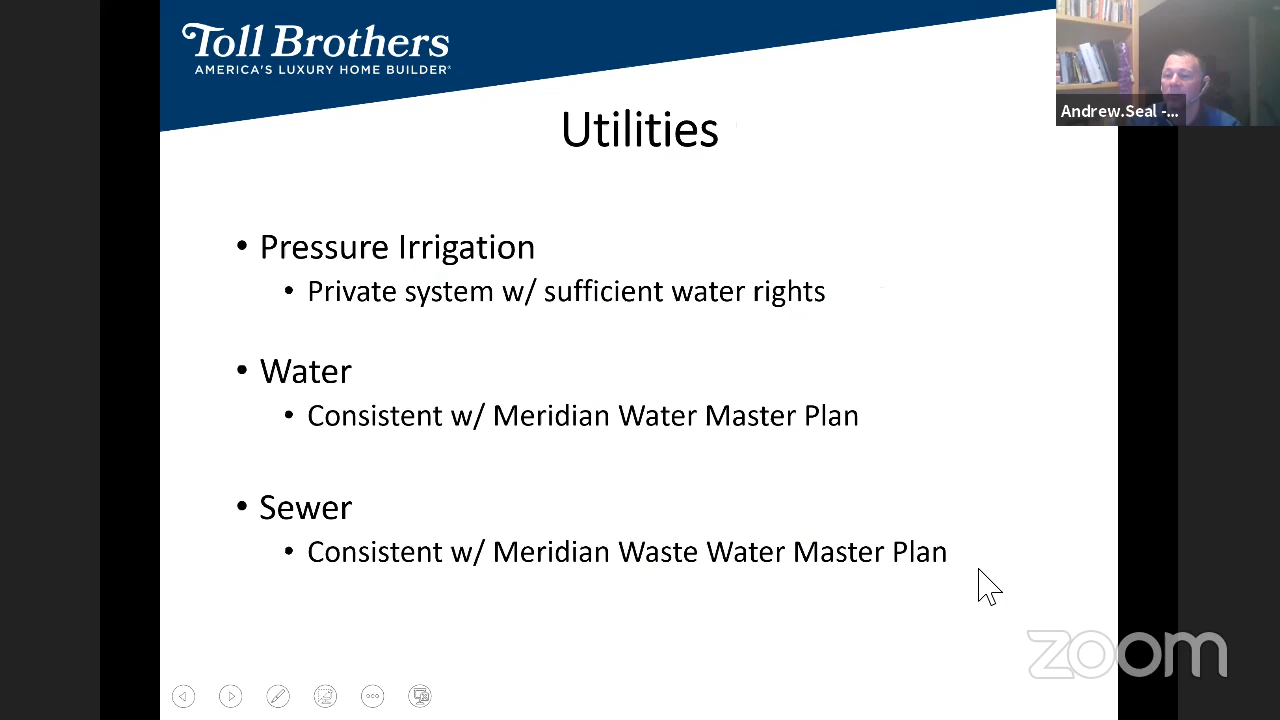 Toll Brothers
AMERICA'S LUXURY HOME BUILDER®
Andrew.Seal -...
Utilities
• Pressure Irrigation
• Private system w/ sufficient water rights
• Water
• Consistent w/ Meridian Water Master Plan
• Sewer
• Consistent w/ Meridian Waste Water Master Plan
zoom